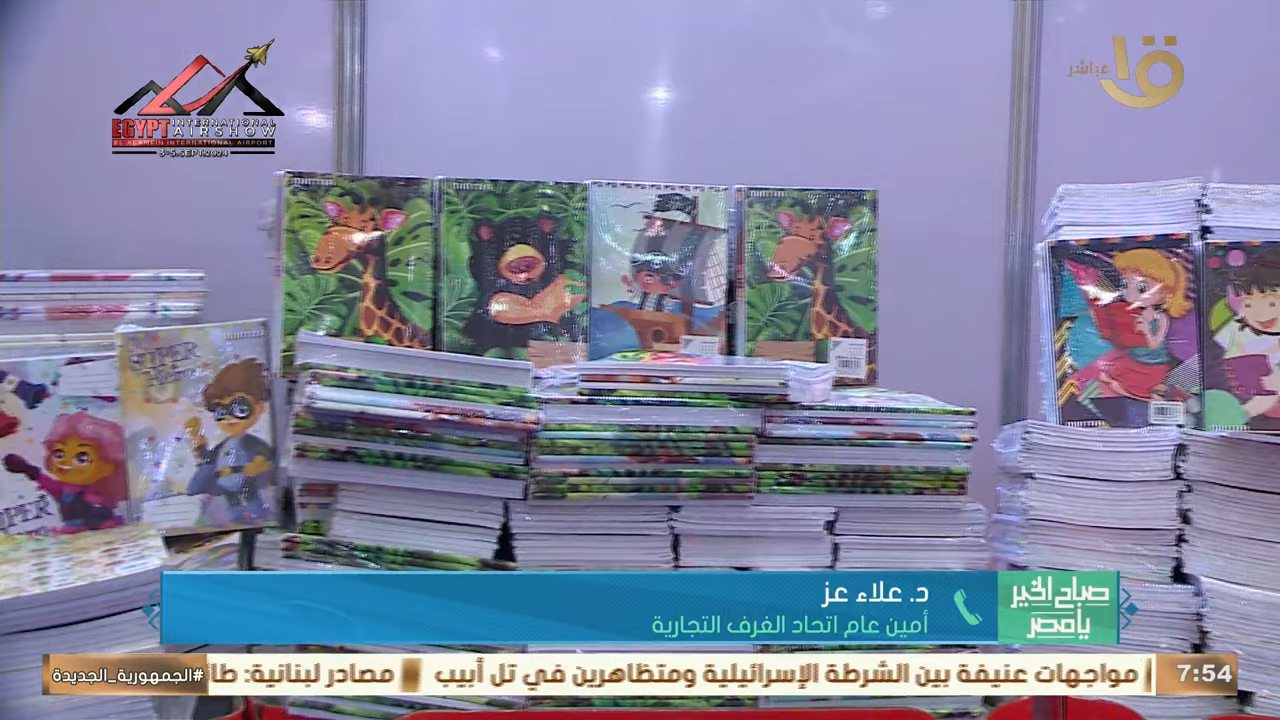 EGYPT INTERNATIONAL
AIRSHOW
EL ALAMEIN INTERNATIONAL AIRPORT
3-5.SEPT.2024
مباشر
SUPER
SUPER
د. علاء عز
أمين عام اتحاد الغرف التجارية
صباح الخير
يا مصر
7:54
مواجهات عنيفة بين الشرطة الإسرائيلية ومتظاهرين في تل أبيب
مصادر لبنانية: طا
#الجمهورية_الجديدة